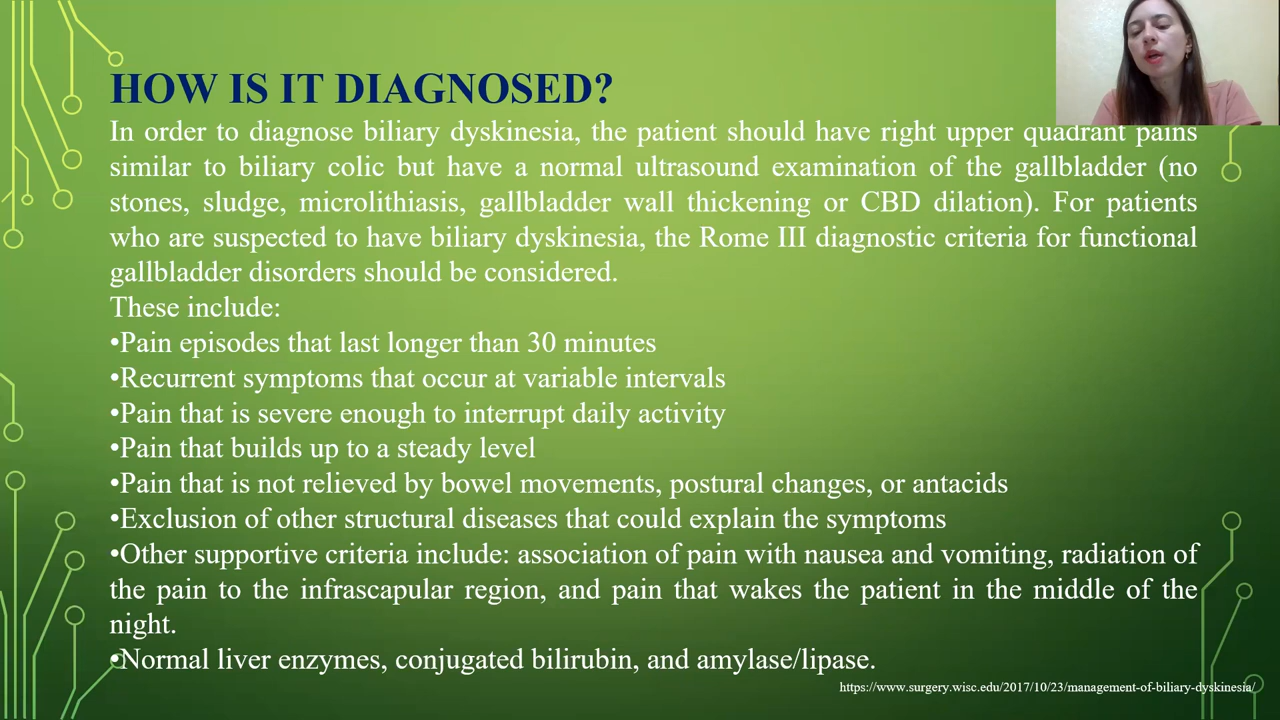 HOW IS IT DIAGNOSED?
In order to diagnose biliary dyskinesia, the patient should have right upper quadrant pains
similar to biliary colic but have a normal ultrasound examination of the gallbladder (no
stones, sludge, microlithiasis, gallbladder wall thickening or CBD dilation). For patients
who are suspected to have biliary dyskinesia, the Rome III diagnostic criteria for functional
gallbladder disorders should be considered.
These include:
•Pain episodes that last longer than 30 minutes
•Recurrent symptoms that occur at variable intervals
•Pain that is severe enough to interrupt daily activity
•Pain that builds up to a steady level
•Pain that is not relieved by bowel movements, postural changes, or antacids
•Exclusion of other structural diseases that could explain the symptoms
•Other supportive criteria include: association of pain with nausea and vomiting, radiation of
the pain to the infrascapular region, and pain that wakes the patient in the middle of the
night.
•Normal liver enzymes, conjugated bilirubin, and amylase/lipase.
https://www.surgery.wisc.edu/2017/10/23/management-of-biliary-dyskinesia/